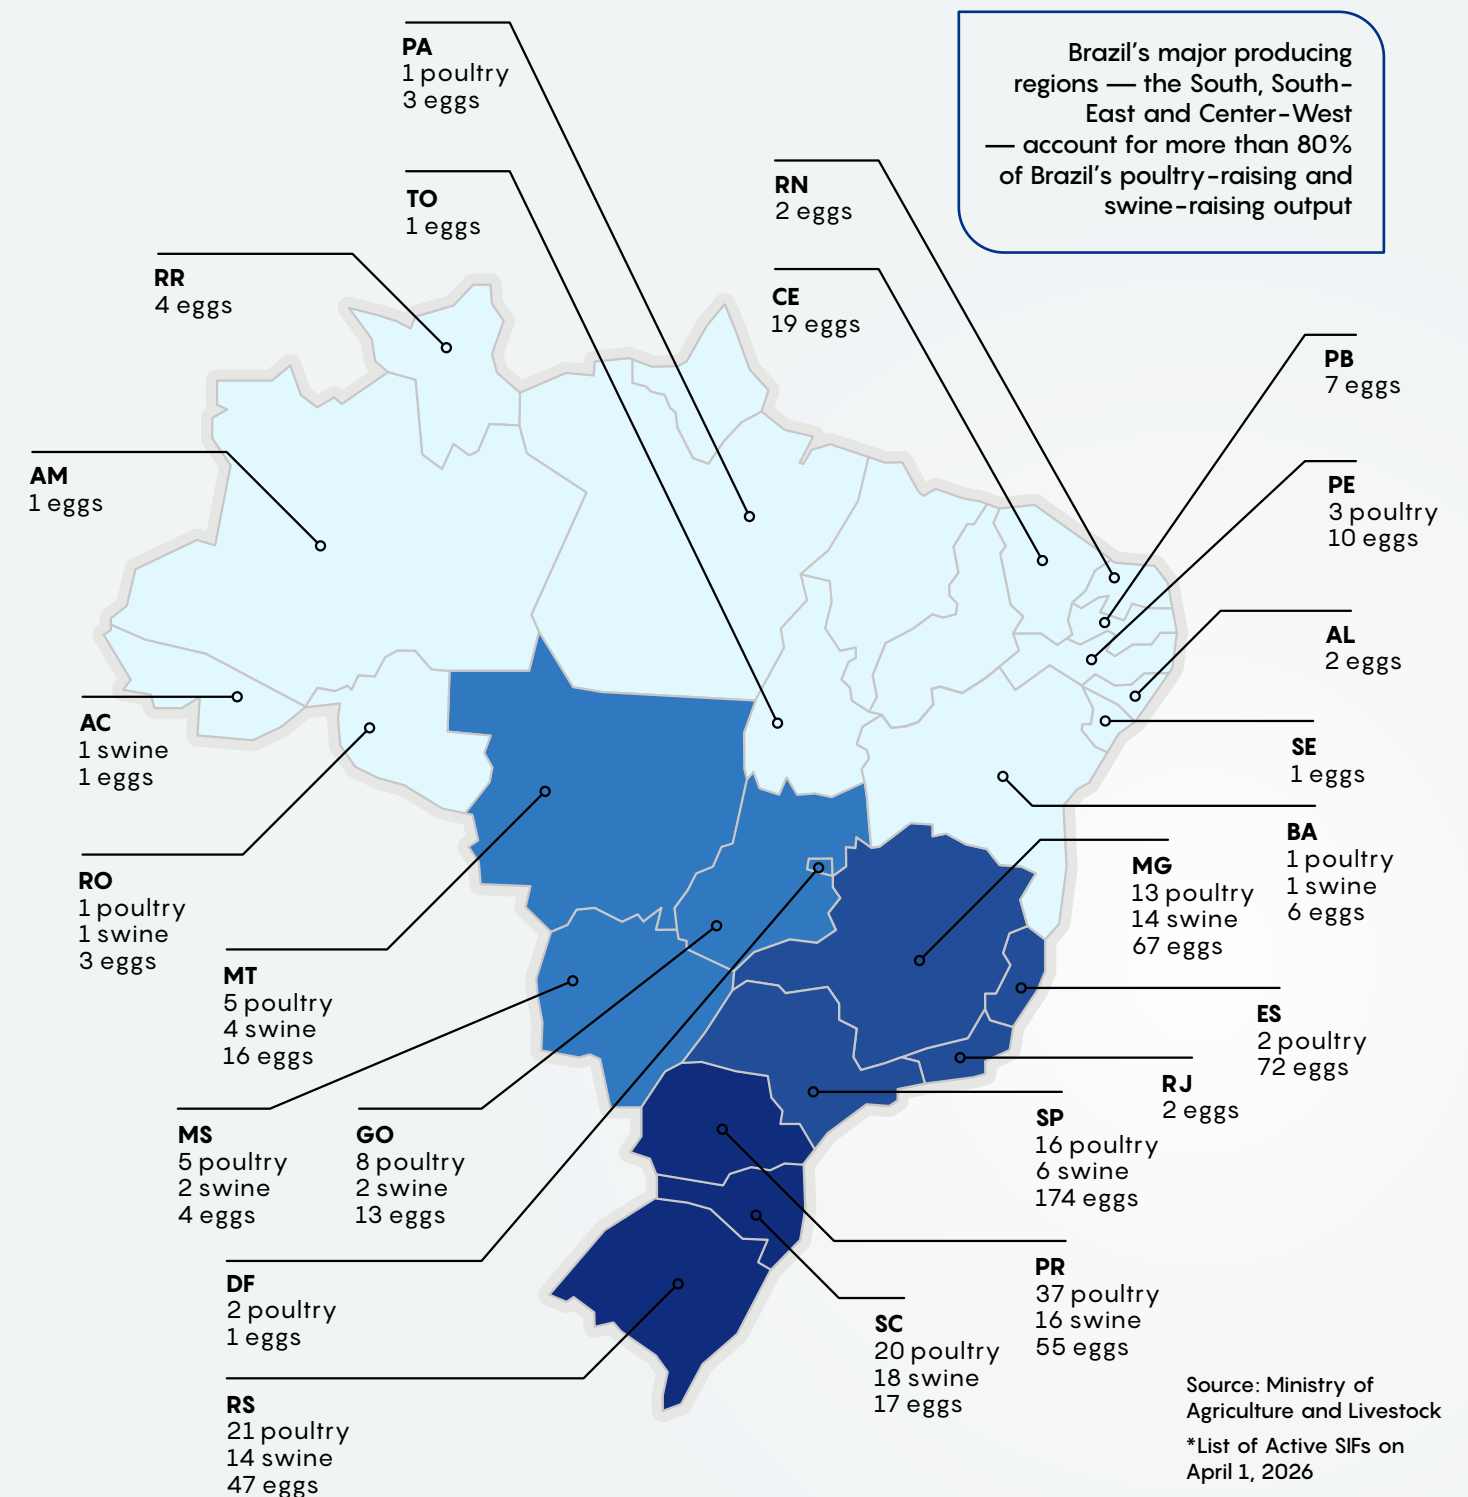 PA
1 poultry
3 eggs
Brazil's major producing
regions — the South, South-
East and Center-West
— account for more than 80%
of Brazil's poultry-raising and
swine-raising output
TO
1 eggs
RN
2 eggs
RR
4 eggs
CE
19 eggs
PB
7 eggs
AM
1 eggs
PE
3 poultry
10 eggs
AL
2 eggs
AC
1 swine
1 eggs
SE
1 eggs
BA
1 poultry
1 swine
6 eggs
MG
13 poultry
14 swine
67 eggs
RO
1 poultry
1 swine
3 eggs
MT
5 poultry
4 swine
16 eggs
ES
2 poultry
72 eggs
RJ
2 eggs
MS
5 poultry
2 swine
4 eggs
GO
8 poultry
2 swine
13 eggs
SP
16 poultry
6 swine
174 eggs
DF
2 poultry
1 eggs
PR
37 poultry
16 swine
55 eggs
SC
20 poultry
18 swine
17 eggs
RS
21 poultry
14 swine
47 eggs
Source: Ministry of
Agriculture and Livestock
*List of Active SIFs on
April 1, 2026